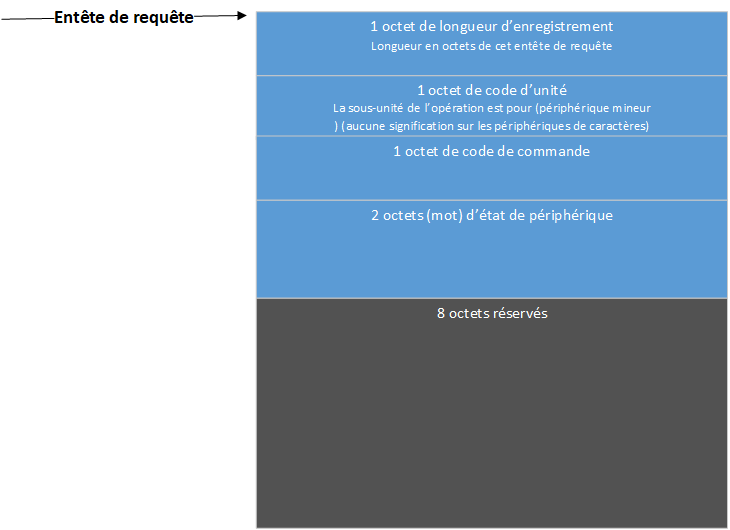 Entête de requête
1 octet de longueur d’enregistrement
Longueur en octets de cet entête de requête
1 octet de code d’unité
La sous-unité de l’opération est pour (périphérique mineur
) (aucune signification sur les périphériques de caractères)
1 octet de code de commande
2 octets (mot) d’état de périphérique
8 octets réservés